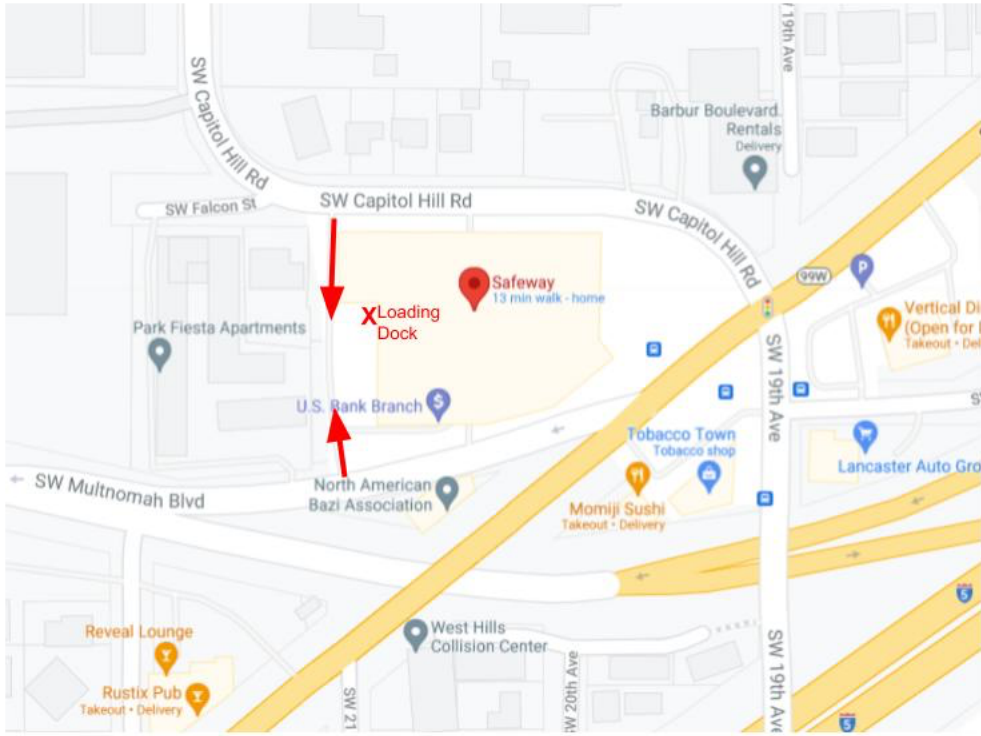 SW 19th Ave
SW Capitol Hill Rd
Barbur Boulevard.
Rentals
Delivery
SW Falcon St
SW Capitol Hill Rd
SW Capitol Hill Rd
99W
P
Safeway
13 min walk - home
X Loading
Dock
Park Fiesta Apartments
Vertical Di
(Open for
Takeout • Del
SW 19th Ave
U.S. Bank Branch
$
Tobacco Town
Tobacco shop
Lancaster Auto Gro
SW Multnomah Blvd
North American
Bazi Association
Momiji Sushi
Takeout • Delivery
5
West Hills
Collision Center
Reveal Lounge
Rustix Pub
Takeout • Delivery
SW 21
SW 20th Ave
SW 19th Ave
5